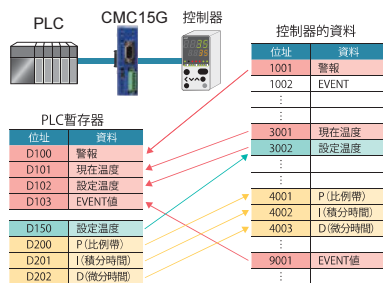 PLC
CMC15G
控制器
控制器的資料
位址 資料
1001 警報
1002 EVENT
⋮
⋮
3001 現在溫度
3002 設定溫度
⋮
⋮
4001 P（比例帶）
4002 I（積分時間）
4003 D（微分時間）
⋮
9001 EVENT値
⋮
PLC暫存器
位址 資料
D100 警報
D101 現在溫度
D102 設定溫度
D103 EVENT値
D150 設定溫度
D200 P（比例帶）
D201 I（積分時間）
D202 D（微分時間）